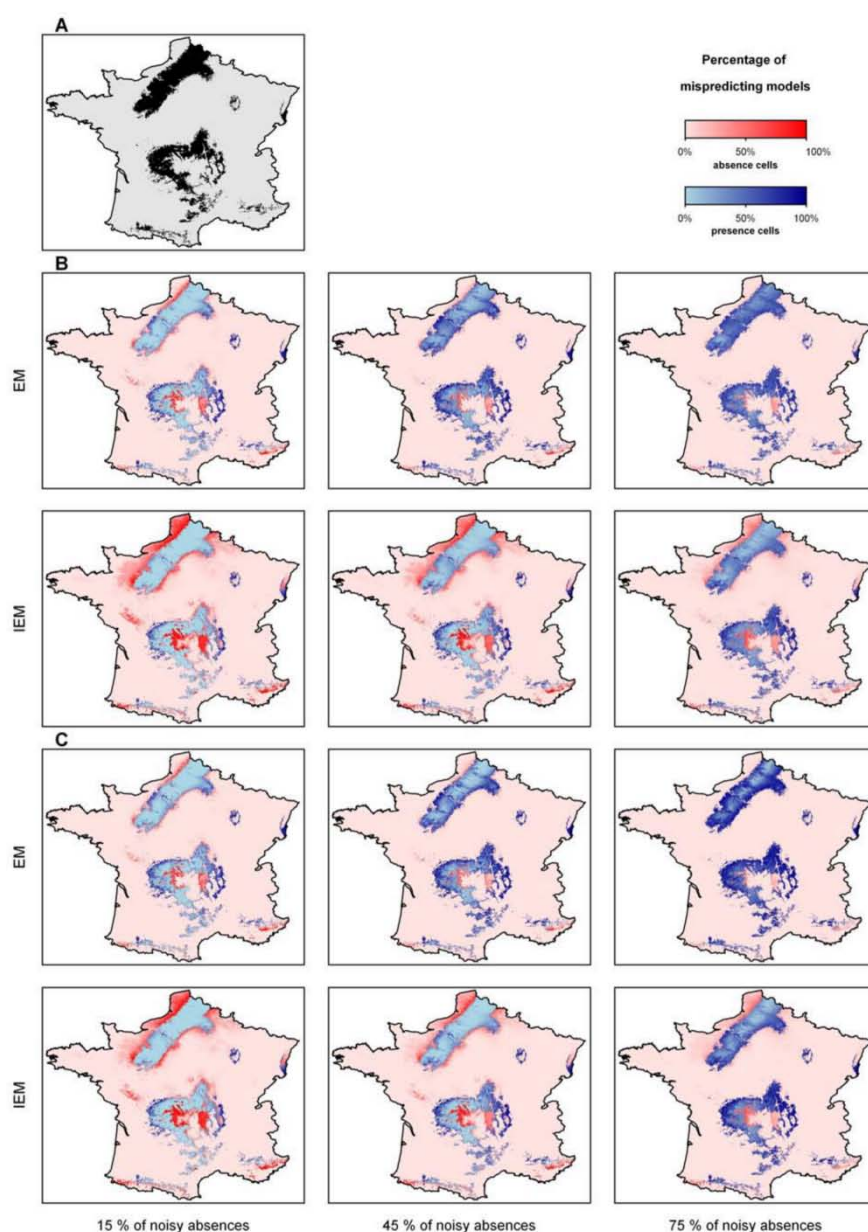 A
Percentage of
mispredicting models
0% 50% 100%
absence cells
0% 50% 100%
presence cells
B
EM
IEM
C
EM
IEM
15 % of noisy absences 45 % of noisy absences 75 % of noisy absences